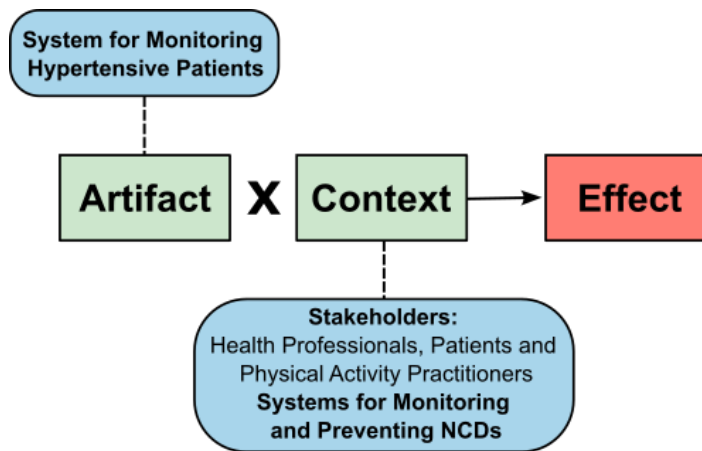 System for Monitoring
Hypertensive Patients
Artifact X Context Effect
Stakeholders:
Health Professionals, Patients and
Physical Activity Practitioners
Systems for Monitoring
and Preventing NCDs